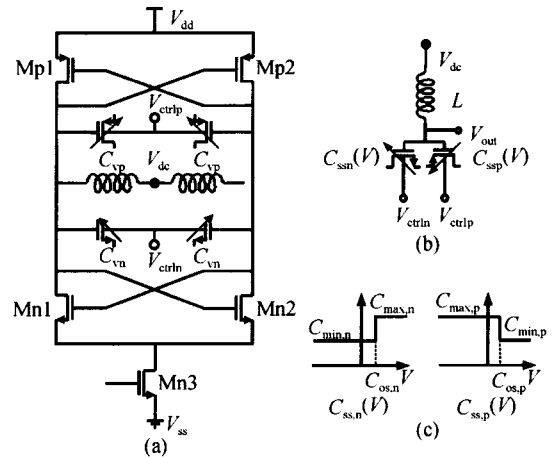 V_dd
Mp1
Mp2
V_ctrlp
C_vp
V_dc
C_vp
C_vn
V_ctrln
C_vn
Mn1
Mn2
Mn3
V_ss
(a)
V_dc
L
V_out
C_ssn(V)
C_ssp(V)
V_ctrln
V_ctrlp
(b)
C_max,n
C_max,p
C_min,n
C_min,p
C_os,n
V
C_os,p
V
C_ss,n(V)
C_ss,p(V)
(c)